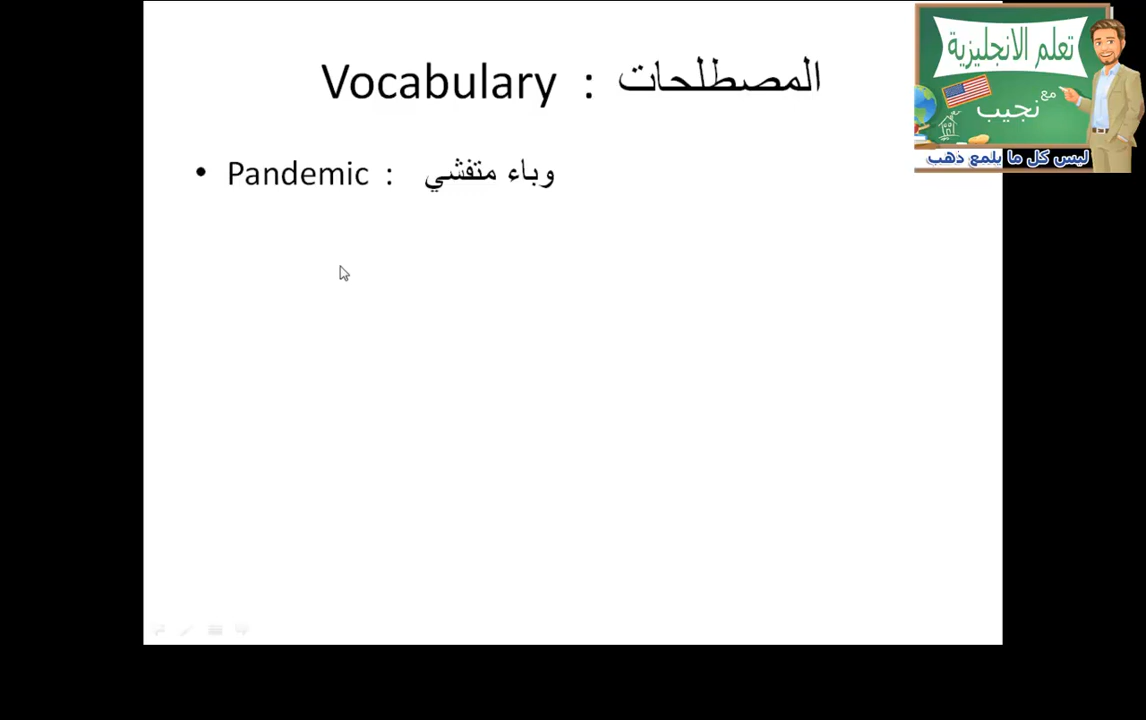 Vocabulary : المصطلحات
• Pandemic : وباء متفشي
تعلم الانجليزية
مع
نجيب
ليس كل ما يلمع ذهب